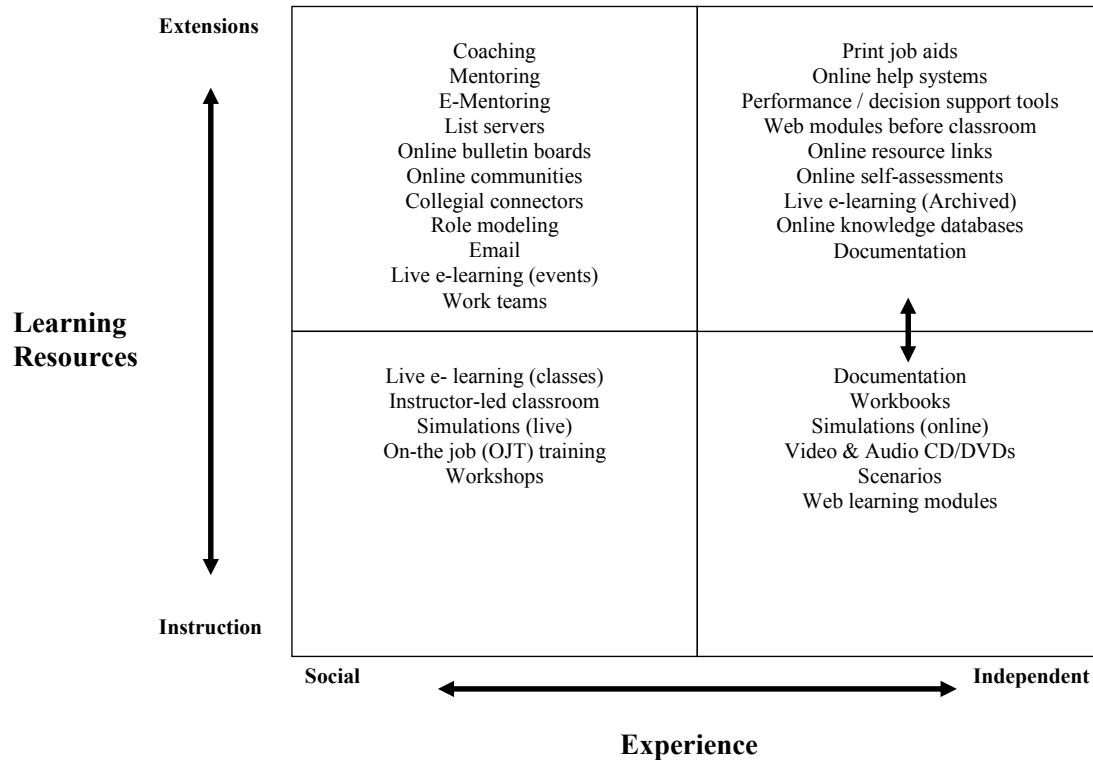 Extensions
Coaching
Mentoring
E-Mentoring
List servers
Online bulletin boards
Online communities
Collegial connectors
Role modeling
Email
Live e-learning (events)
Work teams
Print job aids
Online help systems
Performance / decision support tools
Web modules before classroom
Online resource links
Online self-assessments
Live e-learning (Archived)
Online knowledge databases
Documentation
Learning
Resources
Live e- learning (classes)
Instructor-led classroom
Simulations (live)
On-the job (OJT) training
Workshops
Documentation
Workbooks
Simulations (online)
Video & Audio CD/DVDs
Scenarios
Web learning modules
Instruction
Social
Independent
Experience